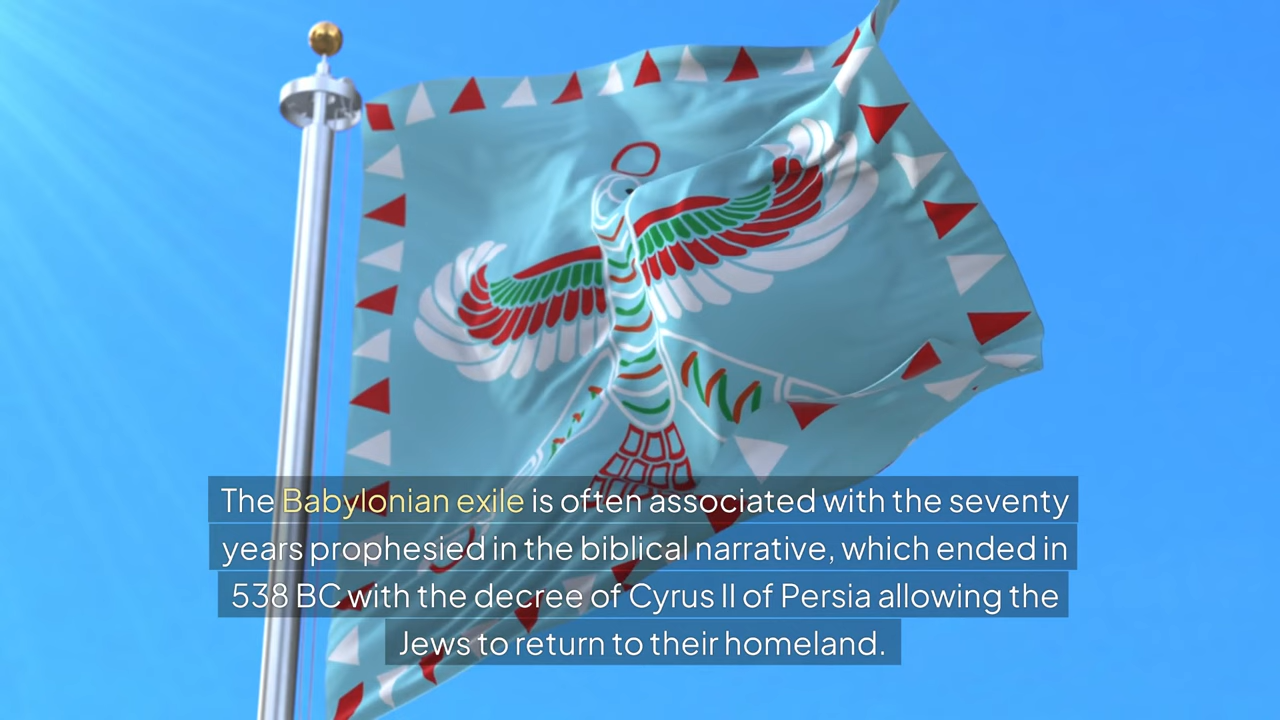 The Babylonian exile is often associated with the seventy
years prophesied in the biblical narrative, which ended in
538 BC with the decree of Cyrus II of Persia allowing the
Jews to return to their homeland.